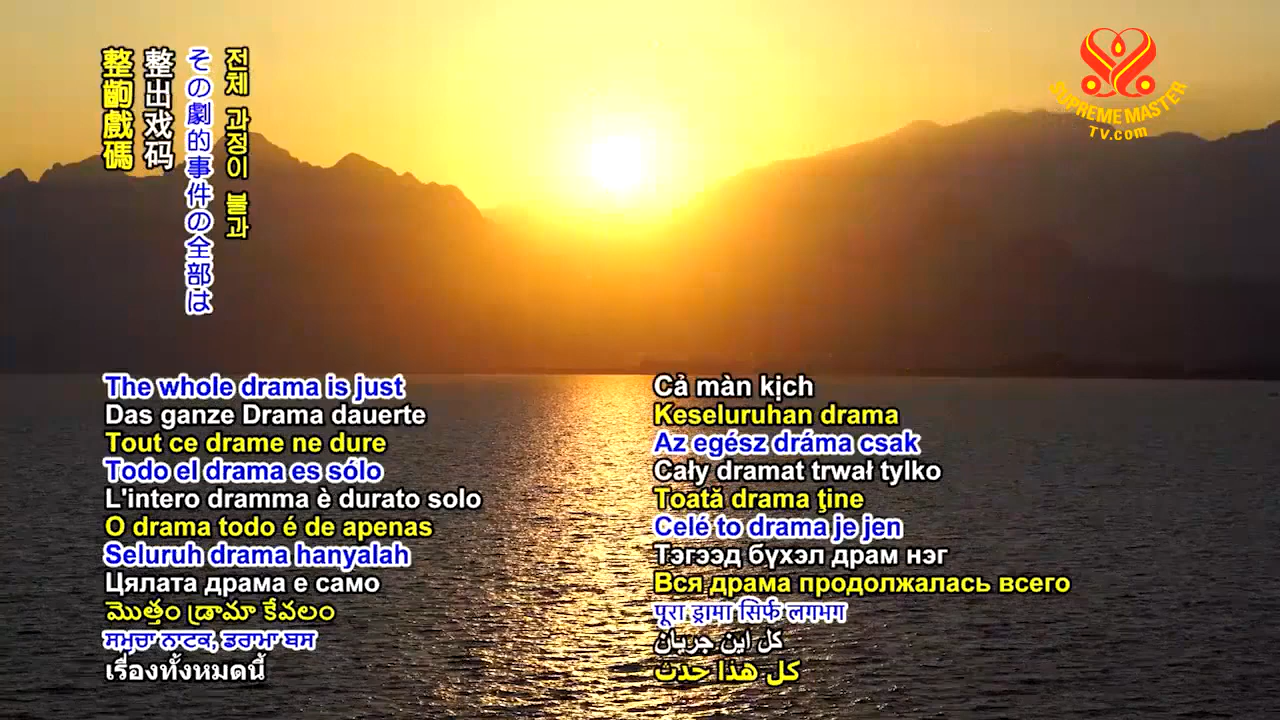 整齣戲碼
整出戏码
その劇的事件の全部は
전체 과정이 불과
SUPREME MASTER
TV.com
The whole drama is just
Das ganze Drama dauerte
Tout ce drame ne dure
Todo el drama es sólo
L'intero dramma è durato solo
O drama todo é de apenas
Seluruh drama hanyalah
Цялата драма е само
మొత్తం డ్రామా కేవలం
ਸਮੁਚਾ ਨਾਟਕ, ਡਰਾਮਾ ਬਸ
เรื่องทั้งหมดนี้
Cả màn kịch
Keseluruhan drama
Az egész dráma csak
Cały dramat trwał tylko
Toată drama ţine
Celé to drama je jen
Тэгээд бүхэл драм нэг
Вся драма продолжалась всего
पूरा ड्रामा सिर्फ लगभग
کل این جریان
كل هذا حدث